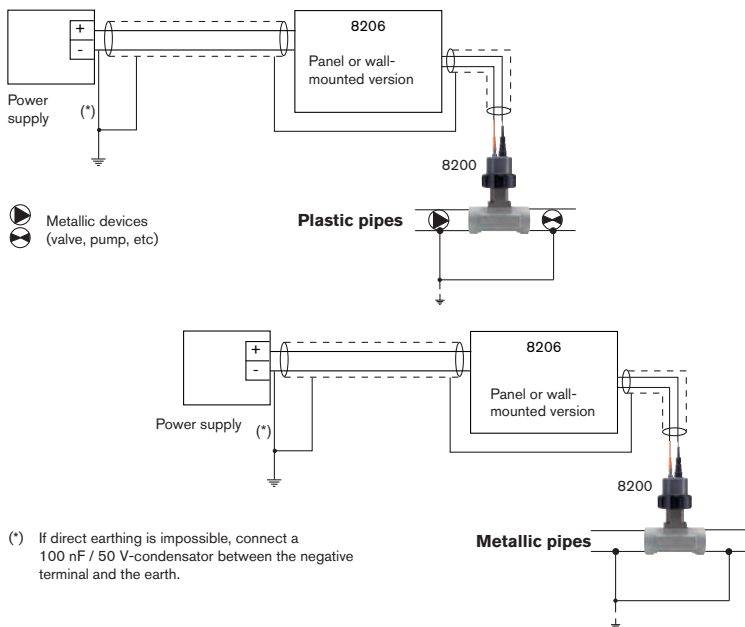 +
-
8206
Panel or wall-
mounted version
Power
supply
(*)
8200
Metallic devices
(valve, pump, etc)
Plastic pipes
+
-
8206
Panel or wall-
mounted version
Power supply
(*)
8200
(*) If direct earthing is impossible, connect a
100 nF / 50 V-condensator between the negative
terminal and the earth.
Metallic pipes